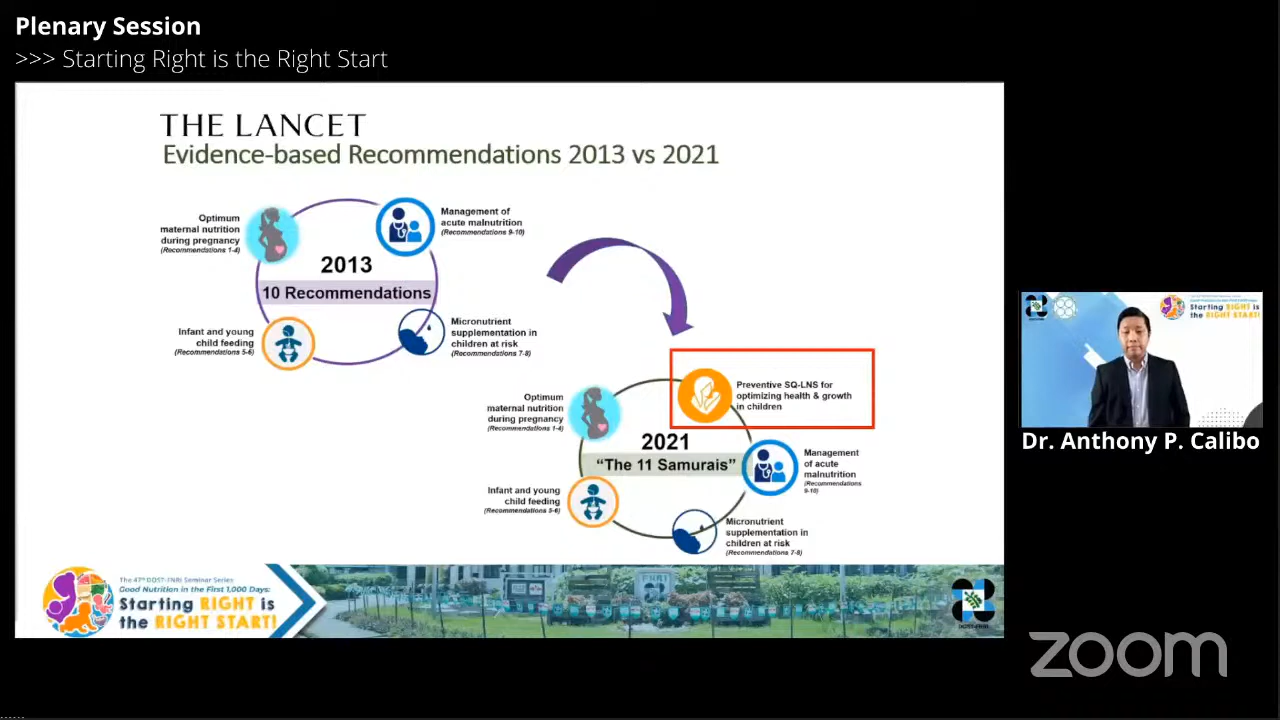 Plenary Session
>>> Starting Right is the Right Start
THE LANCET
Evidence-based Recommendations 2013 vs 2021
Optimum
maternal nutrition
during pregnancy
(Recommendations 1-4)
Management of
acute malnutrition
(Recommendations 9-10)
2013
10 Recommendations
Infant and young
child feeding
(Recommendations 5-6)
Micronutrient
supplementation in
children at risk
(Recommendations 7-8)
Preventive SQ-LNS for
optimizing health & growth
in children
Optimum
maternal nutrition
during pregnancy
(Recommendations 1-4)
2021
“The 11 Samurais”
Management
of acute
malnutrition
(Recommendations
9-10)
Infant and young
child feeding
(Recommendations 5-6)
Micronutrient
supplementation in
children at risk
(Recommendations 7-8)
The 47th DOST-FNRI Seminar Series
Good Nutrition in the First 1,000 Days:
Starting RIGHT is
the RIGHT START!
FNRI
DOST-FNRI
Starting RIGHT is
the RIGHT START!
Dr. Anthony P. Calibo
zoom